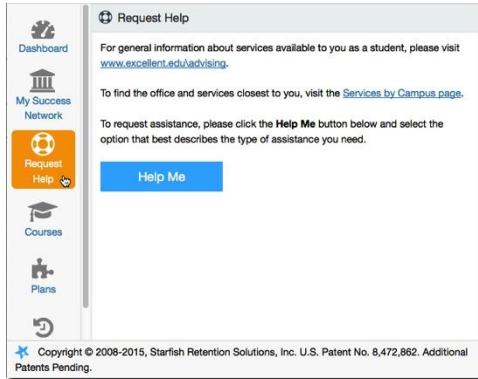 Dashboard
My Success
Network
Request
Help
Courses
Plans
Request Help
For general information about services available to you as a student, please visit
www.excellent.edu\advising.
To find the office and services closest to you, visit the Services by Campus page.
To request assistance, please click the Help Me button below and select the
option that best describes the type of assistance you need.
Help Me
Copyright © 2008-2015, Starfish Retention Solutions, Inc. U.S. Patent No. 8,472,862. Additional
Patents Pending.